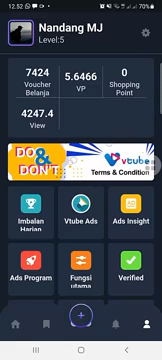 12.52
70%
Nandang MJ
Level:5
7424
Voucher
Belanja
5.6466
VP
0
Shopping
Point
4247.4
View
DO
&
DON'T
vtube
Terms & Condition
Imbalan
Harian
Vtube Ads
Ad Insight
Ads Program
Fungsi
utama
Verified